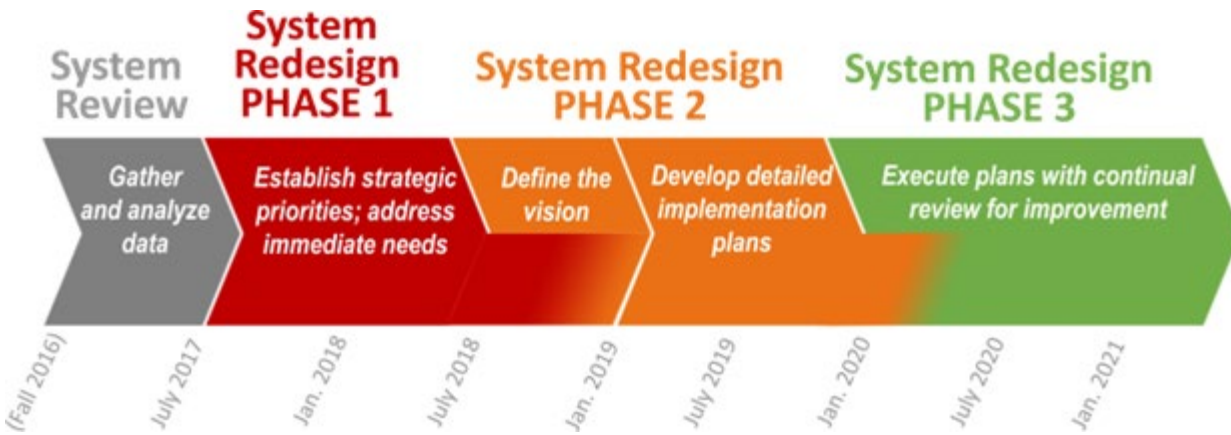 System
Review
System
Redesign
PHASE 1
System Redesign
PHASE 2
System Redesign
PHASE 3
Gather
and analyze
data
Establish strategic
priorities; address
immediate needs
Define the
vision
Develop detailed
implementation
plans
Execute plans with continual
review for improvement
(Fall 2016)
July 2017
Jan. 2018
July 2018
Jan. 2019
July 2019
Jan. 2020
July 2020
Jan. 2021